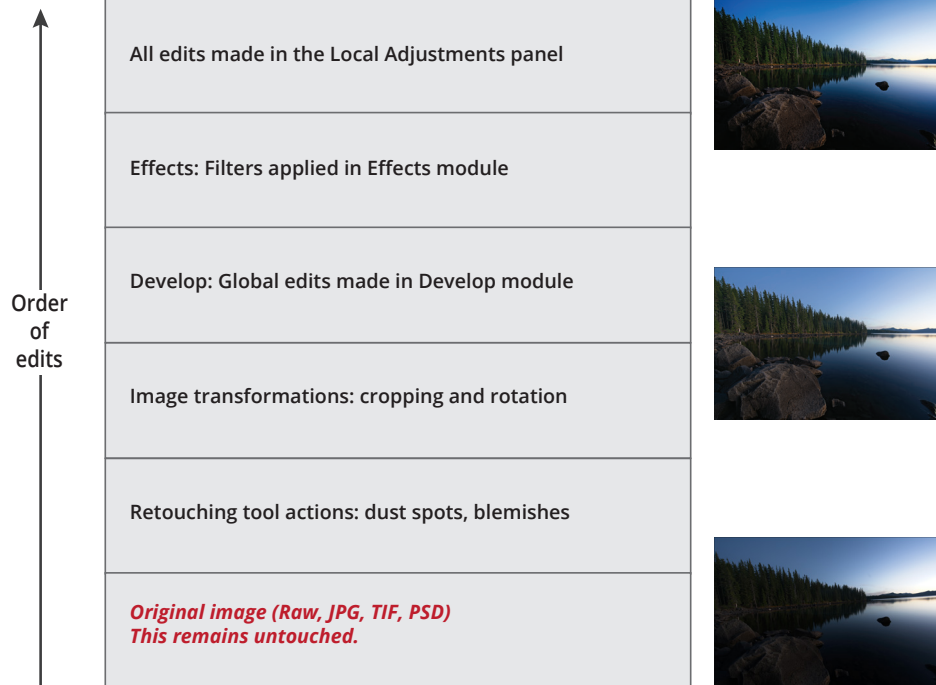 All edits made in the Local Adjustments panel
Effects: Filters applied in Effects module
Develop: Global edits made in Develop module
Order
of
edits
Image transformations: cropping and rotation
Retouching tool actions: dust spots, blemishes
Original image (Raw, JPG, TIF, PSD)
This remains untouched.